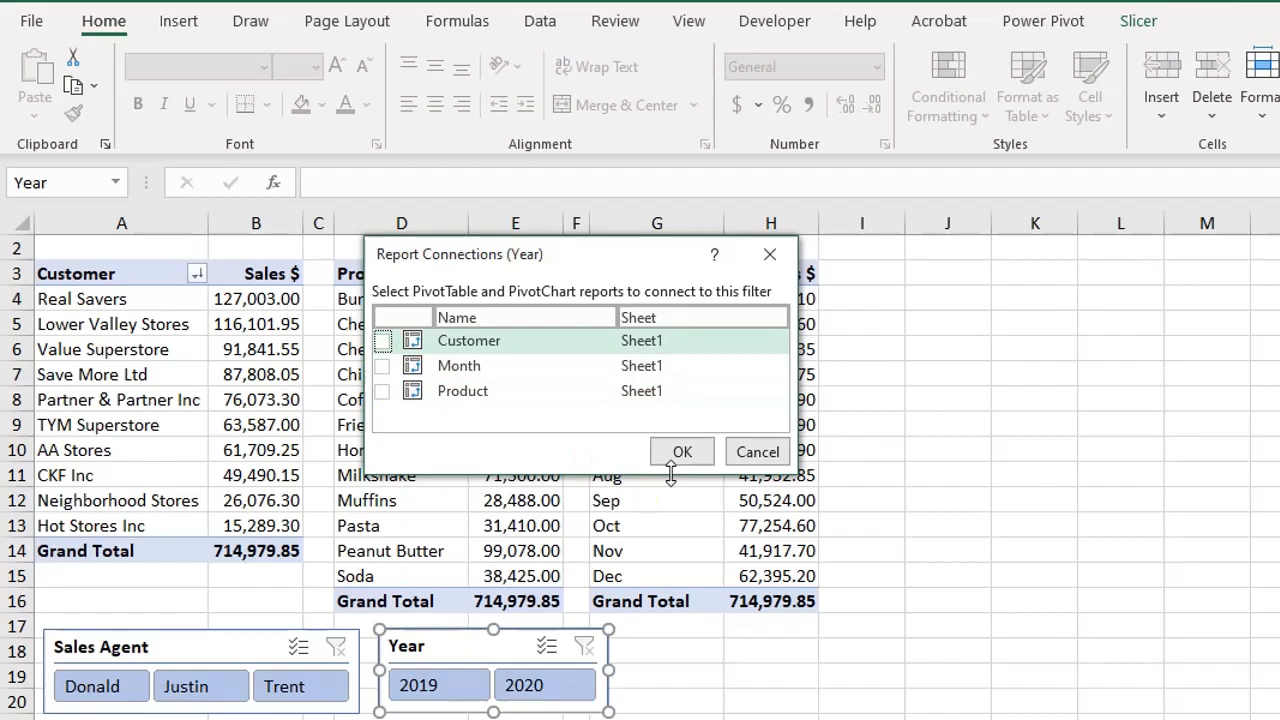 File Home Insert Draw Page Layout Formulas Data Review View Developer Help Acrobat Power Pivot Slicer
Paste
Clipboard
A A
B I U A
Font
ab Wrap Text
Merge & Center
Alignment
General
$ % 9 .00
Number
Conditional Formatting
Format as Table
Cell Styles
Styles
Insert Delete
Cells
Year fx
A B C D E F G H I J K L M
2
3 Customer Sales $
4 Real Savers 127,003.00
5 Lower Valley Stores 116,101.95
6 Value Superstore 91,841.55
7 Save More Ltd 87,808.05
8 Partner & Partner Inc 76,073.30
9 TYM Superstore 63,587.00
10 AA Stores 61,709.25
11 CKF Inc 49,490.15 Milkshake 71,500.00 Aug 41,952.85
12 Neighborhood Stores 26,076.30 Muffins 28,488.00 Sep 50,524.00
13 Hot Stores Inc 15,289.30 Pasta 31,410.00 Oct 77,254.60
14 Grand Total 714,979.85 Peanut Butter 99,078.00 Nov 41,917.70
15 Soda 38,425.00 Dec 62,395.20
16 Grand Total 714,979.85 Grand Total 714,979.85
17
18
19
20
Report Connections (Year) ?
Select PivotTable and PivotChart reports to connect to this filter
Name Sheet
Customer Sheet1
Month Sheet1
Product Sheet1
OK Cancel
Sales Agent
Donald Justin Trent
Year
2019 2020